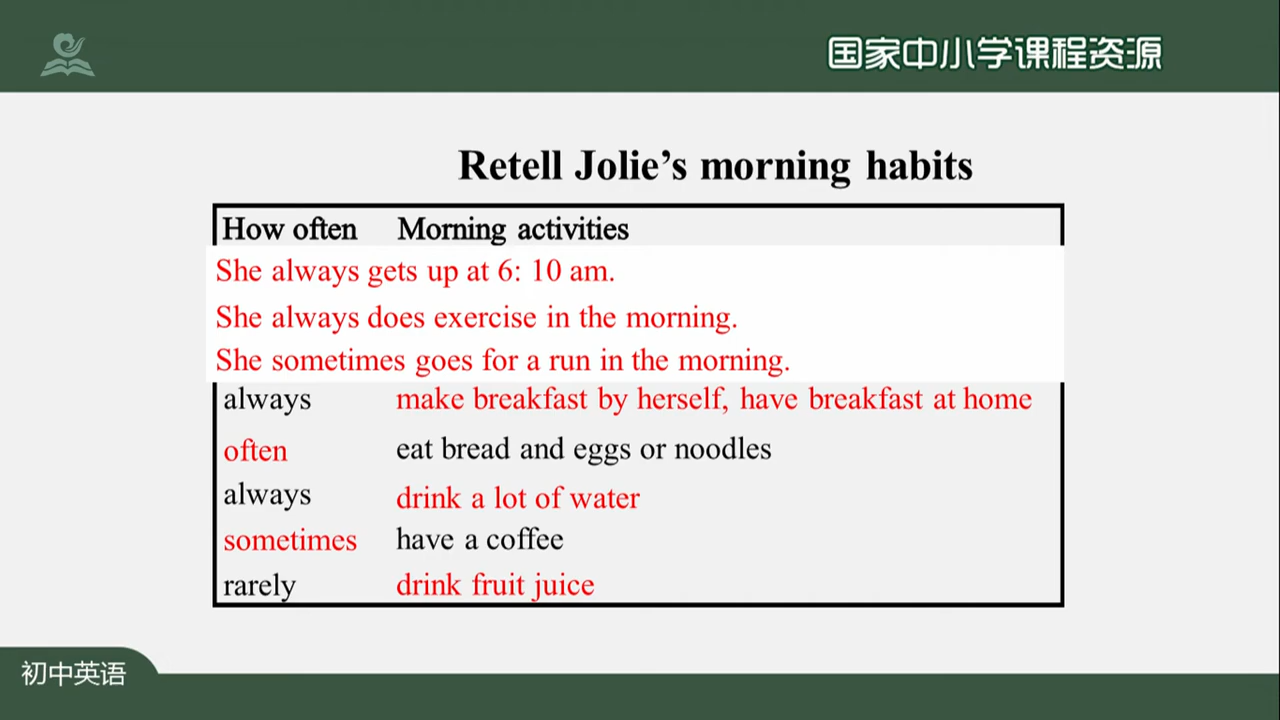 国家中小学课程资源
Retell Jolie’s morning habits
How often Morning activities
She always gets up at 6: 10 am.
She always does exercise in the morning.
She sometimes goes for a run in the morning.
always make breakfast by herself, have breakfast at home
often eat bread and eggs or noodles
always drink a lot of water
sometimes have a coffee
rarely drink fruit juice
初中英语